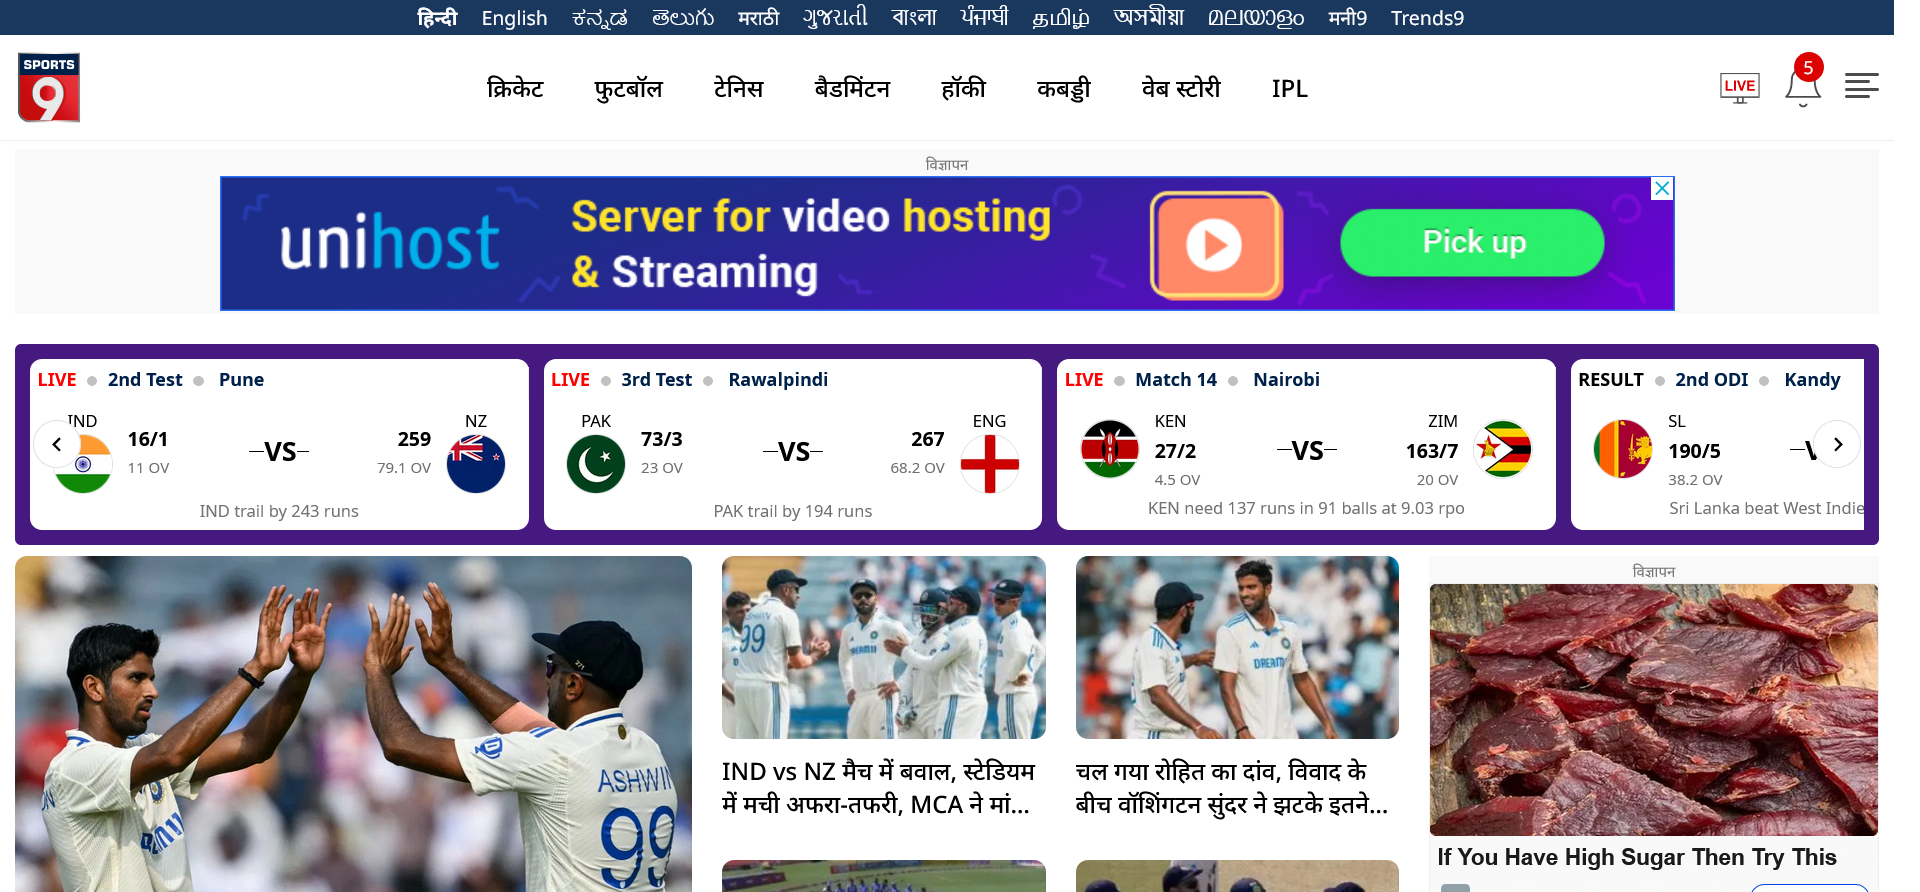 हिन्दी English ಕನ್ನಡ తెలుగు मराठी ગુજરાતી বাংলা ਪੰਜਾਬੀ தமிழ் অসমীয়া മലയാളം मनी9 Trends9
SPORTS
9
क्रिकेट फुटबॉल टेनिस बैडमिंटन हॉकी कबड्डी वेब स्टोरी IPL
LIVE
5
विज्ञापन
unihost
Server for video hosting
& Streaming
Pick up
LIVE 2nd Test Pune
IND
16/1
11 OV
VS
NZ
259
79.1 OV
IND trail by 243 runs
LIVE 3rd Test Rawalpindi
PAK
73/3
23 OV
VS
ENG
267
68.2 OV
PAK trail by 194 runs
LIVE Match 14 Nairobi
KEN
27/2
4.5 OV
VS
ZIM
163/7
20 OV
KEN need 137 runs in 91 balls at 9.03 rpo
RESULT 2nd ODI Kandy
SL
190/5
38.2 OV
Sri Lanka beat West Indie
ASHWIN
99
99
DREAM11
DREAM11
IND vs NZ मैच में बवाल, स्टेडियम
में मची अफरा-तफरी, MCA ने मां...
चल गया रोहित का दांव, विवाद के
बीच वॉशिंगटन सुंदर ने झटके इतने...
विज्ञापन
If You Have High Sugar Then Try This